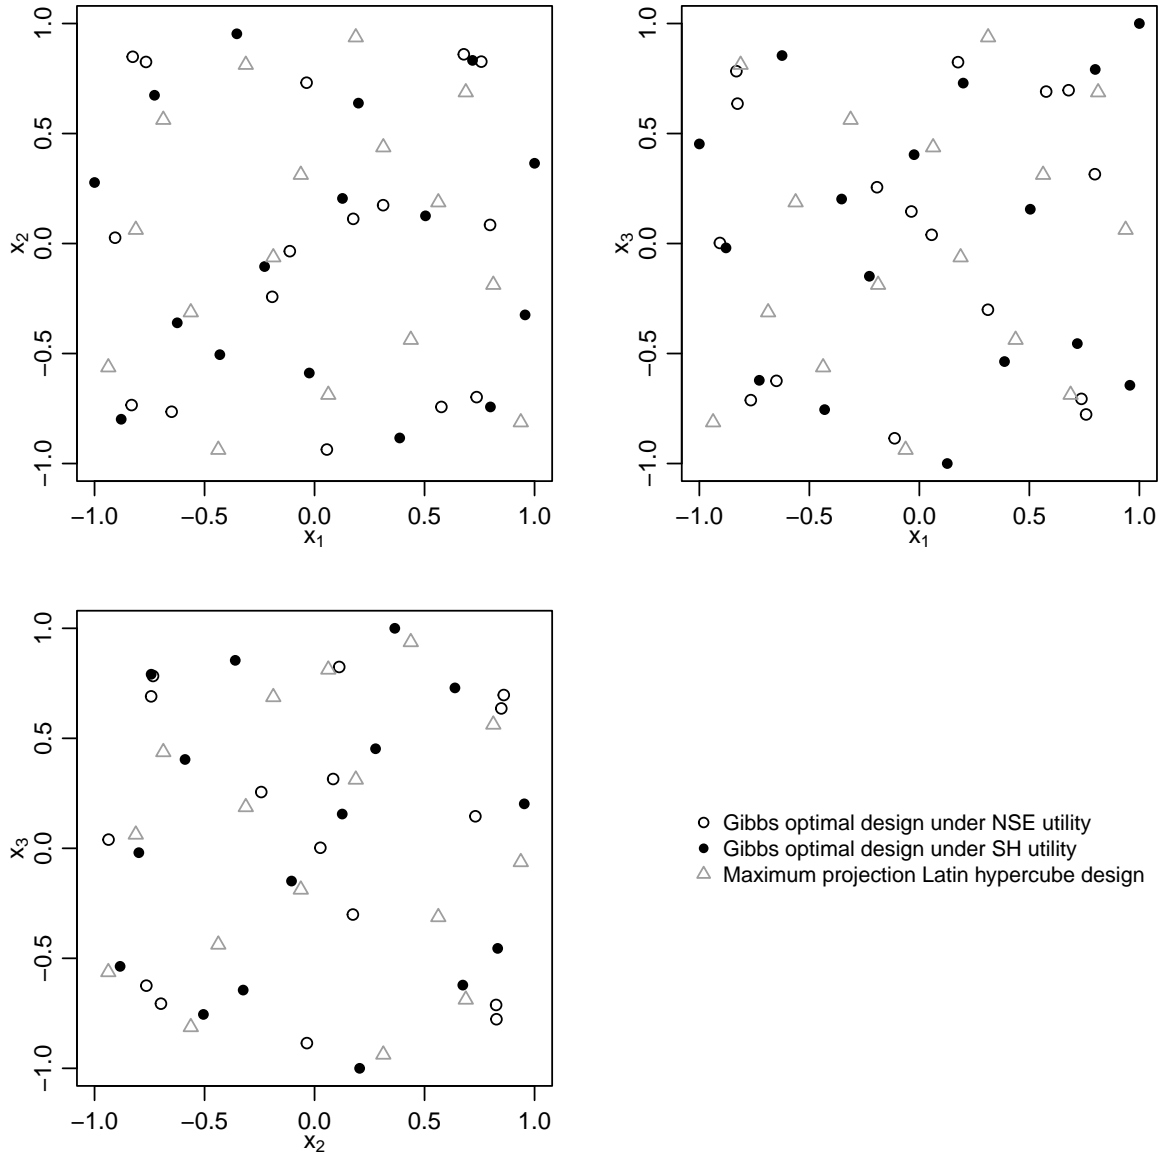 1.0
0.5
0.0
−0.5
−1.0
x2
−1.0 −0.5 0.0 0.5 1.0
x1
1.0
0.5
0.0
−0.5
−1.0
x3
−1.0 −0.5 0.0 0.5 1.0
x1
1.0
0.5
0.0
−0.5
−1.0
x3
−1.0 −0.5 0.0 0.5 1.0
x2
Gibbs optimal design under NSE utility
Gibbs optimal design under SH utility
Maximum projection Latin hypercube design